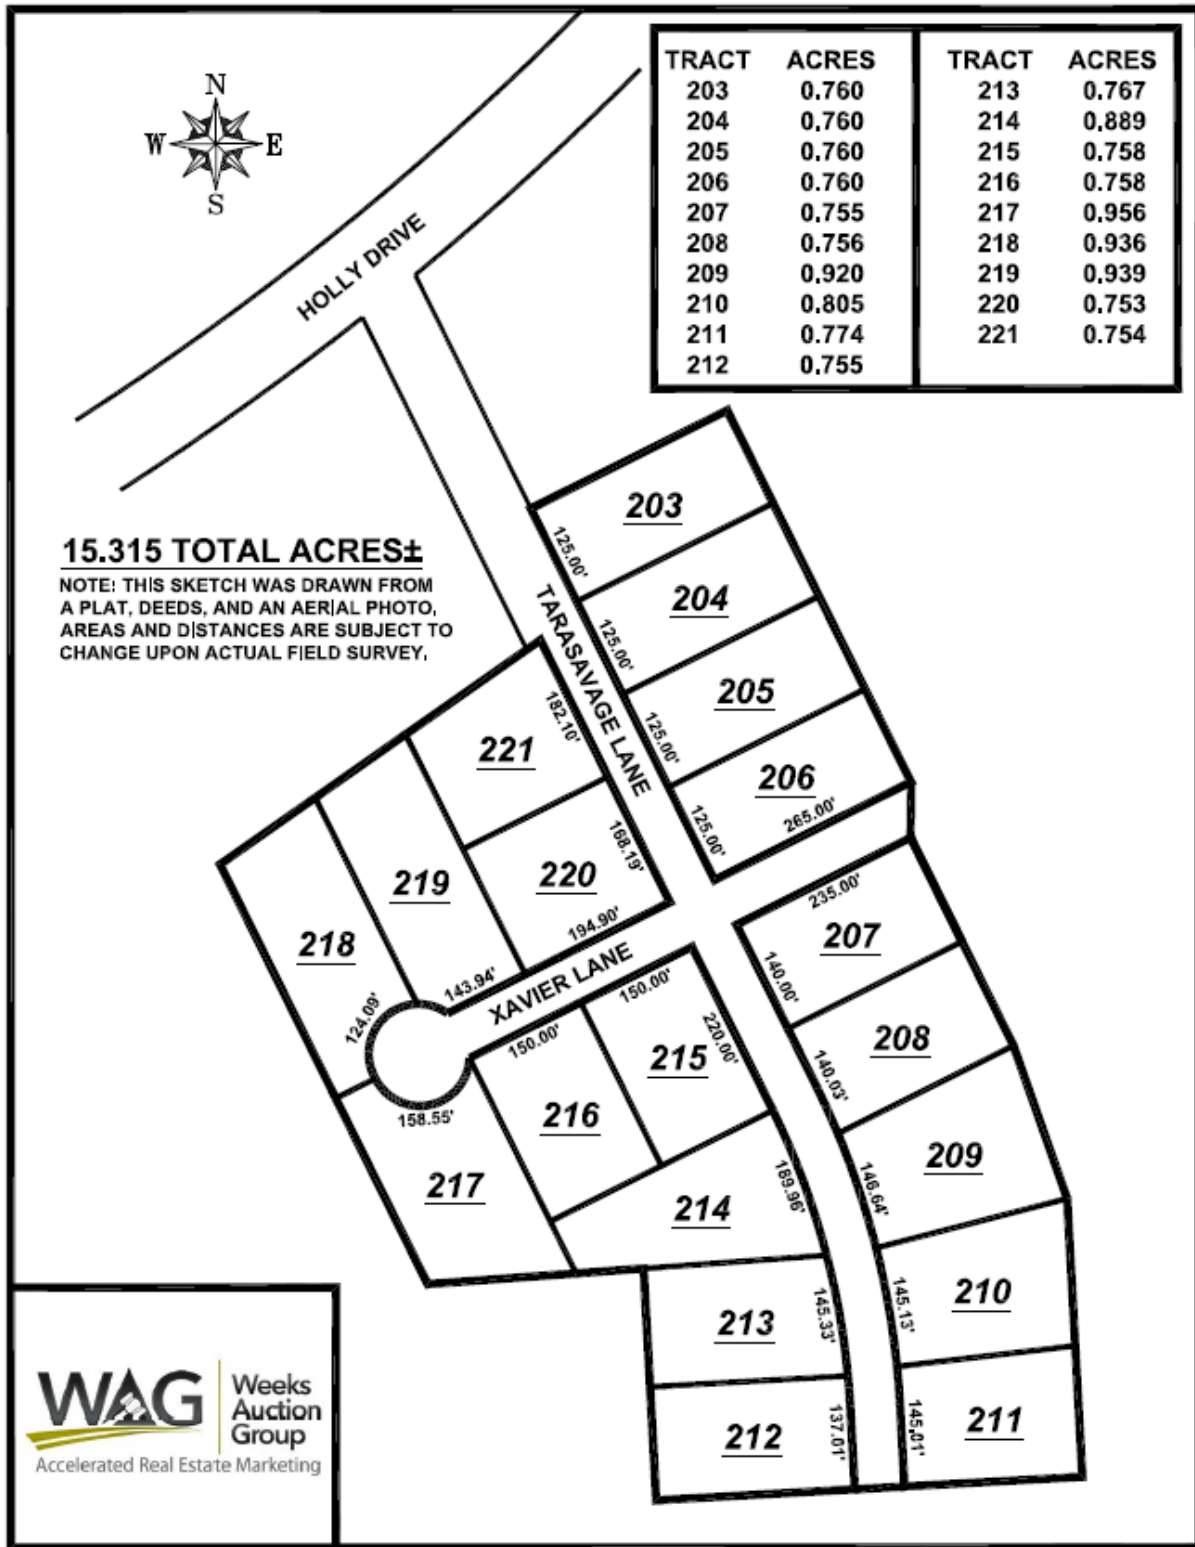 N
W E
S
HOLLY DRIVE
TRACT ACRES TRACT ACRES
203 0.760 213 0.767
204 0.760 214 0.889
205 0.760 215 0.758
206 0.760 216 0.758
207 0.755 217 0.956
208 0.756 218 0.936
209 0.920 219 0.939
210 0.805 220 0.753
211 0.774 221 0.754
212 0.755
15.315 TOTAL ACRES±
NOTE: THIS SKETCH WAS DRAWN FROM
A PLAT, DEEDS, AND AN AERIAL PHOTO,
AREAS AND DISTANCES ARE SUBJECT TO
CHANGE UPON ACTUAL FIELD SURVEY.
203
125.00'
204
125.00'
TARASAVAGE LANE
205
125.00'
206
125.00'
265.00'
221
182.10'
220
168.19'
194.90'
219
143.94'
218
124.09'
XAVIER LANE
207
235.00'
140.00'
208
140.03'
215
150.00'
220.00'
216
150.00'
158.55'
217
209
146.64'
214
189.96'
210
145.13'
213
145.33'
211
145.01'
212
137.01'
WAG
Weeks
Auction
Group
Accelerated Real Estate Marketing